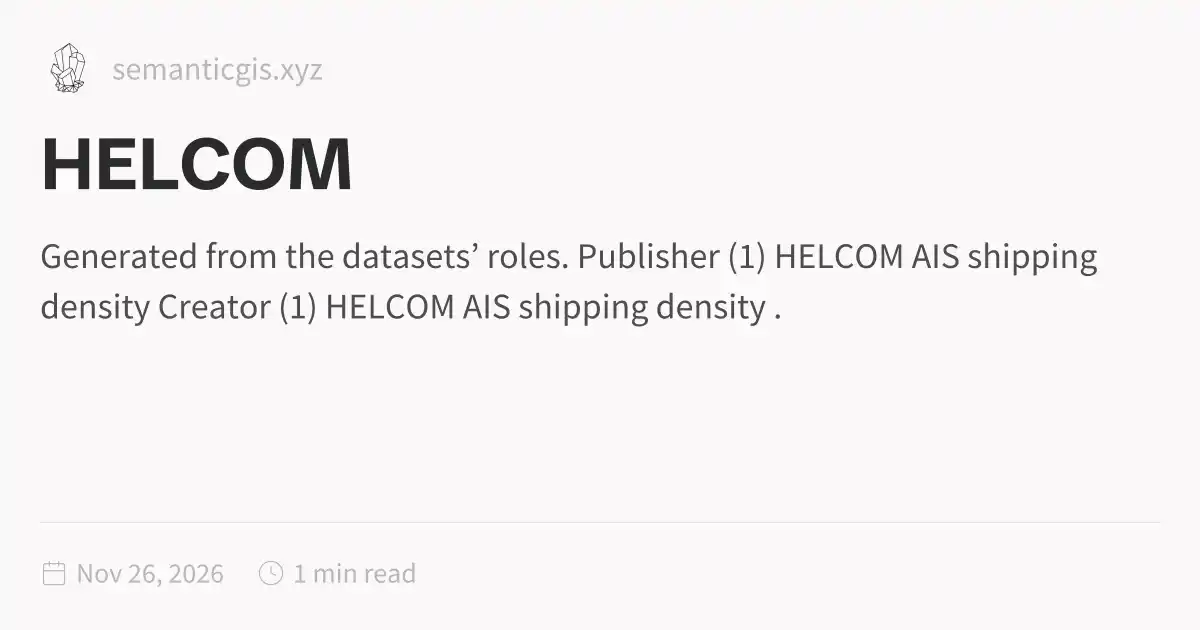 semanticgis.xyz
HELCOM
Generated from the datasets’ roles. Publisher (1) HELCOM AIS shipping
density Creator (1) HELCOM AIS shipping density .
Nov 26, 2026
1 min read